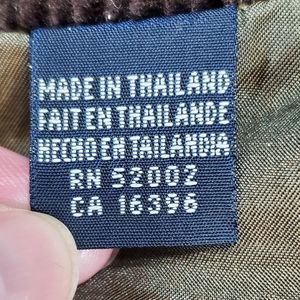 MADE IN THAILAND
FAIT EN THAILANDE
HECHO EN TAILANDIA
RN 52002
CA 16396